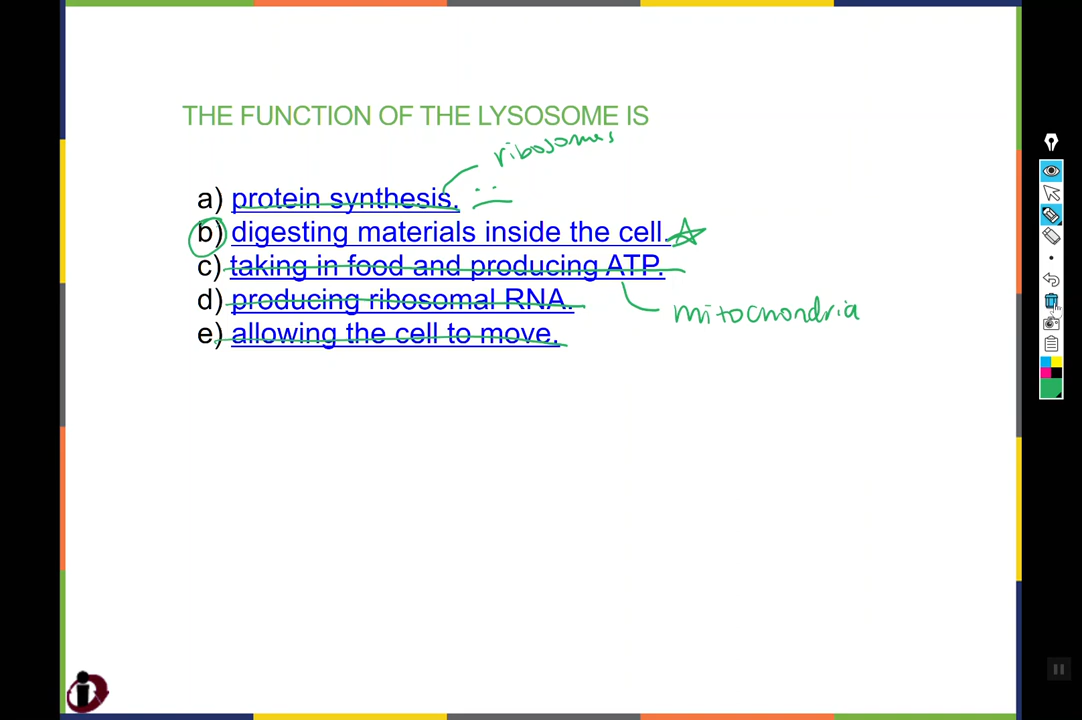 THE FUNCTION OF THE LYSOSOME IS
ribosomes
a) protein synthesis.
b) digesting materials inside the cell.
c) taking in food and producing ATP.
d) producing ribosomal RNA.
mitochondria
e) allowing the cell to move.